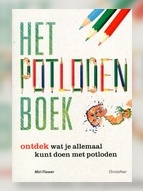 HET
POTLODEN
BOEK
ontdek wat je allemaal
kunt doen met potloden